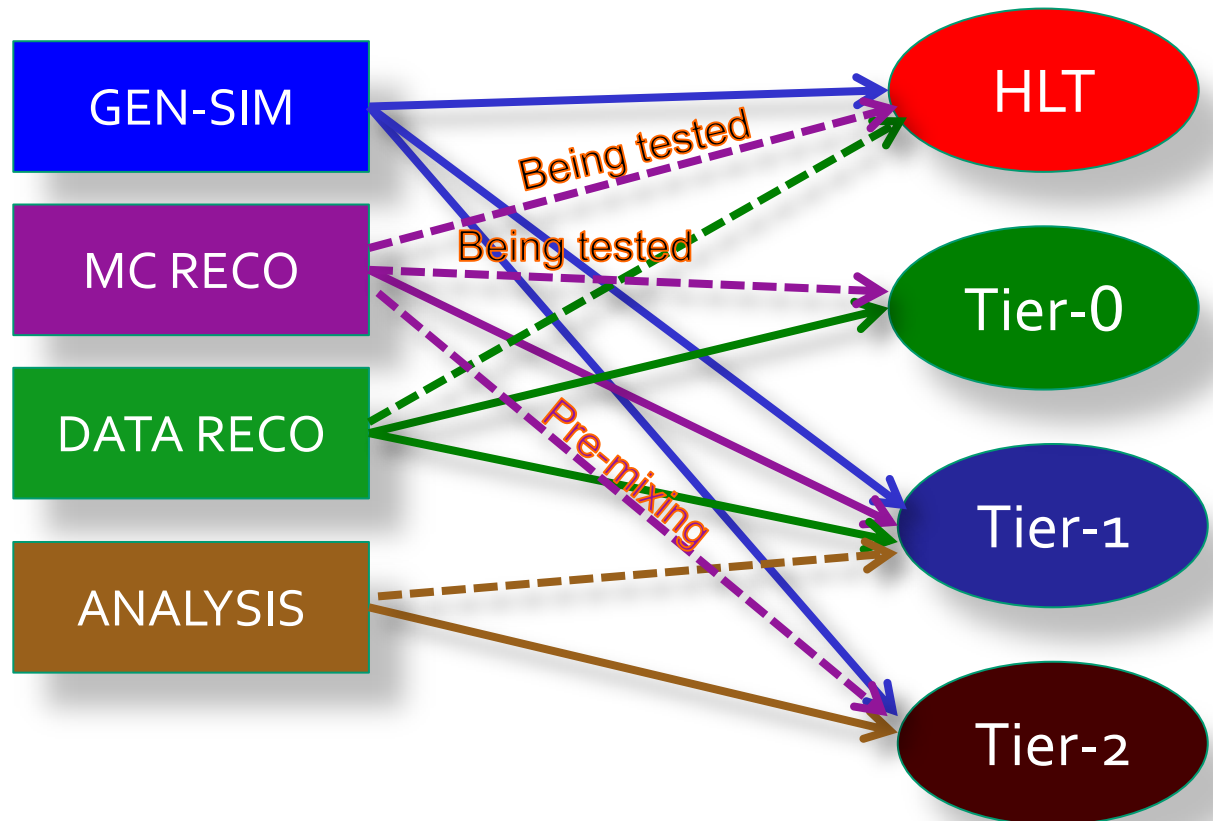 GEN-SIM
HLT
Being tested
MC RECO
Being tested
Tier-0
DATA RECO
Pre-mixing
Tier-1
ANALYSIS
Tier-2